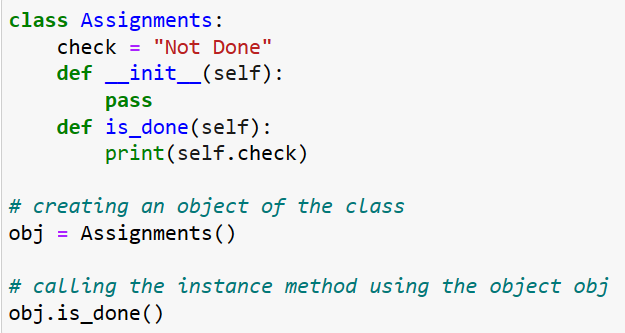 class Assignments:
    check = "Not Done"
    def __init__(self):
        pass
    def is_done(self):
        print(self.check)

# creating an object of the class
obj = Assignments()

# calling the instance method using the object obj
obj.is_done()